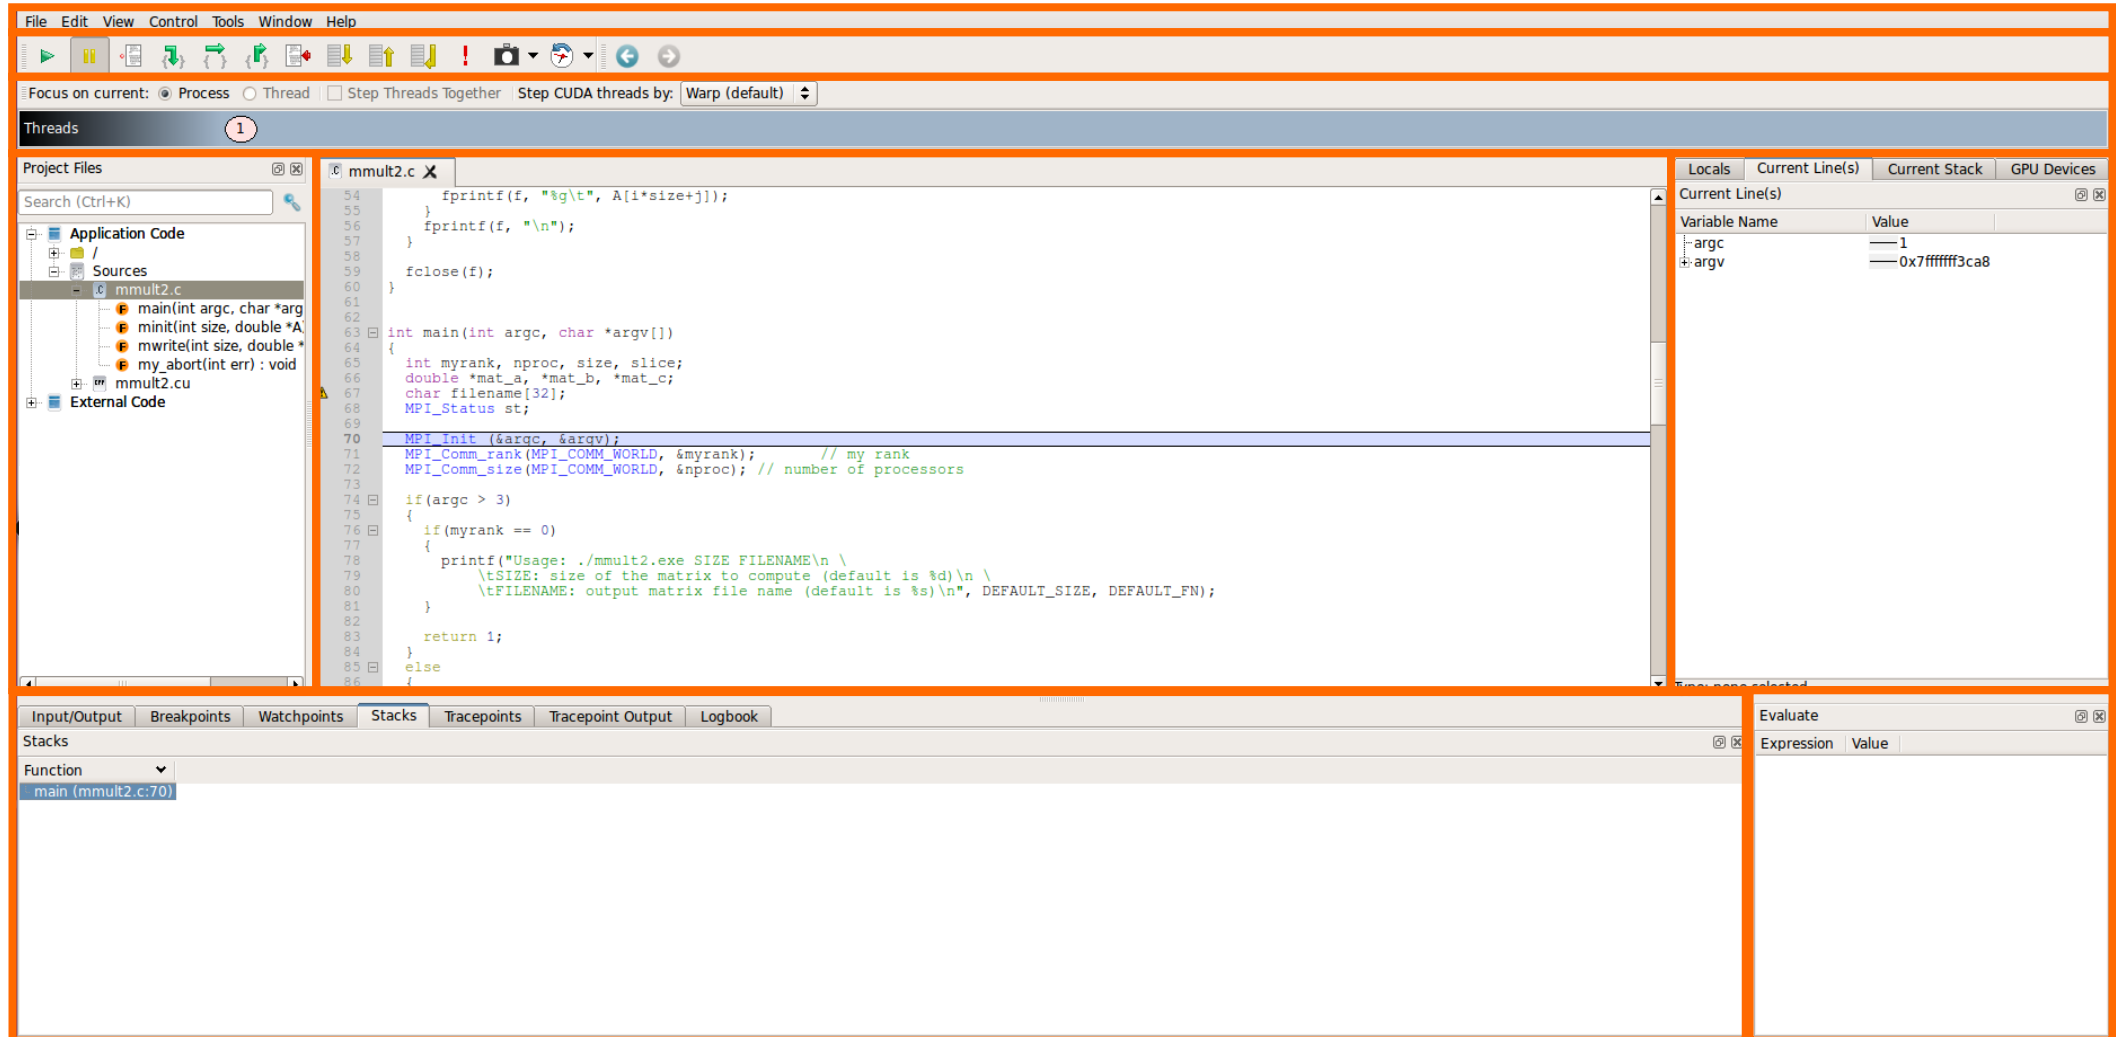 File Edit View Control Tools Window Help
Focus on current: Process Thread Step Threads Together Step CUDA threads by: Warp (default)
Threads 1
Project Files
Search (Ctrl+K)
Application Code
/
Sources
mmult2.c
main(int argc, char *arg
minit(int size, double *A
mwrite(int size, double *
my_abort(int err) : void
mmult2.cu
External Code
mmult2.c
54 fprintf(f, "%g\t", A[i*size+j]);
55 }
56 fprintf(f, "\n");
57 }
58
59 fclose(f);
60 }
61
62
63 int main(int argc, char *argv[])
64 {
65 int myrank, nproc, size, slice;
66 double *mat_a, *mat_b, *mat_c;
67 char filename[32];
68 MPI_Status st;
69
70 MPI_Init (&argc, &argv);
71 MPI_Comm_rank(MPI_COMM_WORLD, &myrank); // my rank
72 MPI_Comm_size(MPI_COMM_WORLD, &nproc); // number of processors
73
74 if(argc > 3)
75 {
76 if(myrank == 0)
77 {
78 printf("Usage: ./mmult2.exe SIZE FILENAME\n \
79 \tSIZE: size of the matrix to compute (default is %d)\n \
80 \tFILENAME: output matrix file name (default is %s)\n", DEFAULT_SIZE, DEFAULT_FN);
81 }
82
83 return 1;
84 }
85 else
86 {
Locals Current Line(s) Current Stack GPU Devices
Current Line(s)
Variable Name Value
argc 1
argv 0x7fffffff3ca8
Type: none selected
Input/Output Breakpoints Watchpoints Stacks Tracepoints Tracepoint Output Logbook
Stacks
Function
main (mmult2.c:70)
Evaluate
Expression Value